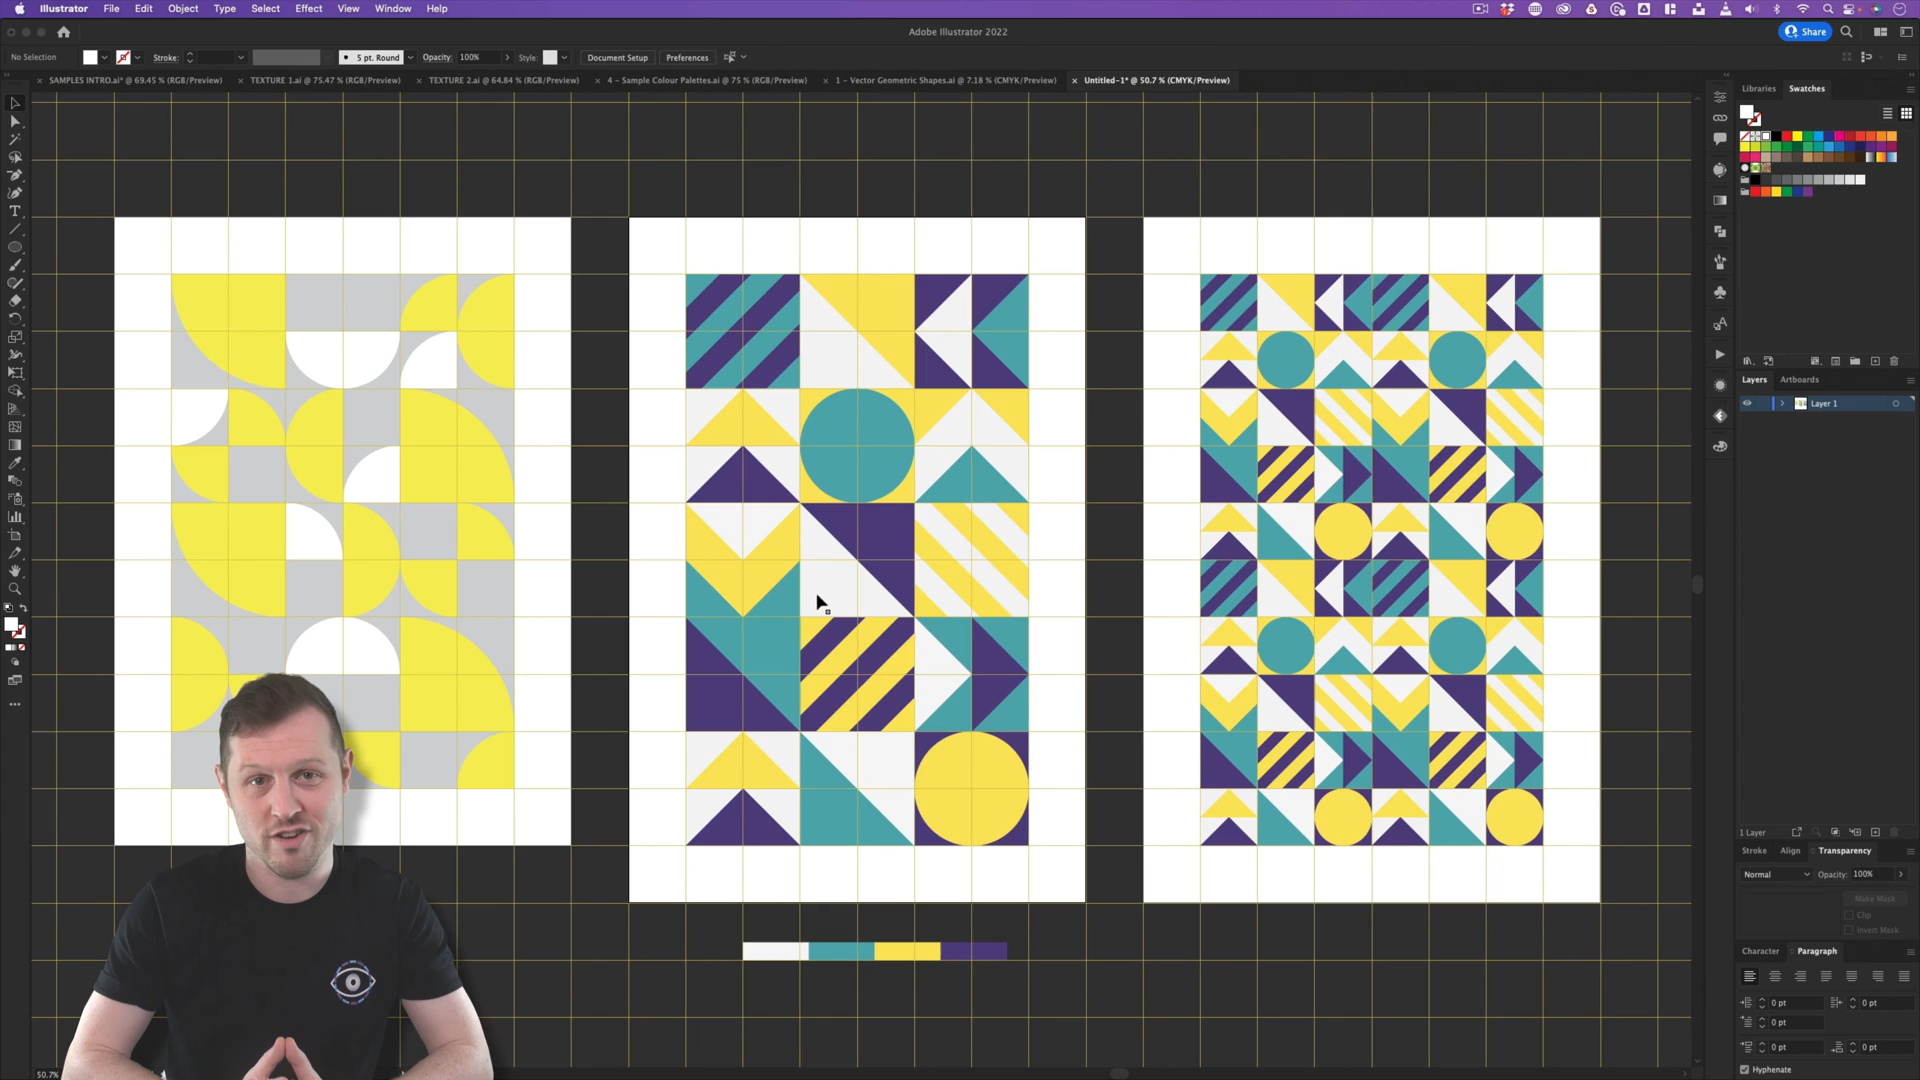 Illustrator File Edit Object Type Select Effect View Window Help
Adobe Illustrator 2022
Share
No Selection Stroke: 5 pt. Round Opacity: 100% Style: Document Setup Preferences
SAMPLES INTRO.ai* @ 69.45 % (RGB/Preview) TEXTURE 1.ai @ 75.47 % (RGB/Preview) TEXTURE 2.ai @ 64.84 % (RGB/Preview) 4 – Sample Colour Palettes.ai @ 75 % (RGB/Preview) 1 – Vector Geometric Shapes.ai @ 7.18 % (CMYK/Preview) Untitled-1* @ 50.7 % (CMYK/Preview)
Libraries Swatches
Layers Artboards
Layer 1
1 Layer
Stroke Align Transparency
Normal Opacity: 100%
Make Mask
Clip
Invert Mask
Character Paragraph
0 pt 0 pt
0 pt
0 pt 0 pt
Hyphenate
50.7%